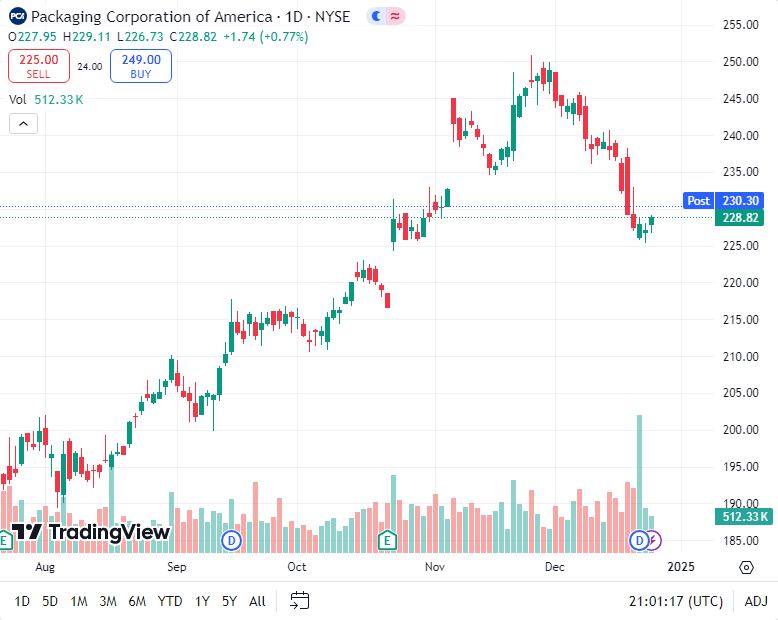 PCA Packaging Corporation of America · 1D · NYSE
O227.95 H229.11 L226.73 C228.82 +1.74 (+0.77%)
225.00 SELL 24.00 249.00 BUY
Vol 512.33K
255.00
250.00
245.00
240.00
235.00
Post 230.30
228.82
225.00
220.00
215.00
210.00
205.00
200.00
195.00
190.00
512.33K
185.00
E TradingView D E D
Aug Sep Oct Nov Dec 2025
1D 5D 1M 3M 6M YTD 1Y 5Y All 21:01:17 (UTC) ADJ